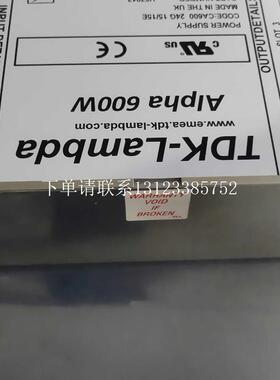 TDK-Lambda
www.emea.tdk-lambda.com
Alpha 600W
POWER SUPPLY
CODE:CA600 24G 15/15E
MADE IN THE UK
OUTPUT DETAILS
下单请联系13123385752
WARRANTY
VOID
IF
BROKEN